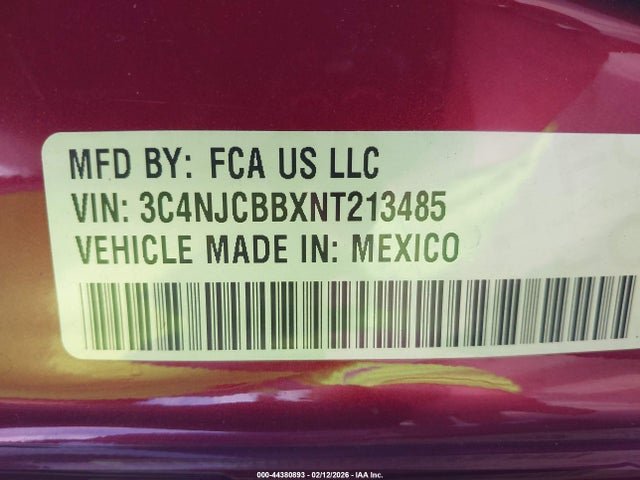 MFD BY: FCA US LLC
VIN: 3C4NJCBBXNT213485
VEHICLE MADE IN: MEXICO
000-44380893 - 02/12/2026 - IAA Inc.